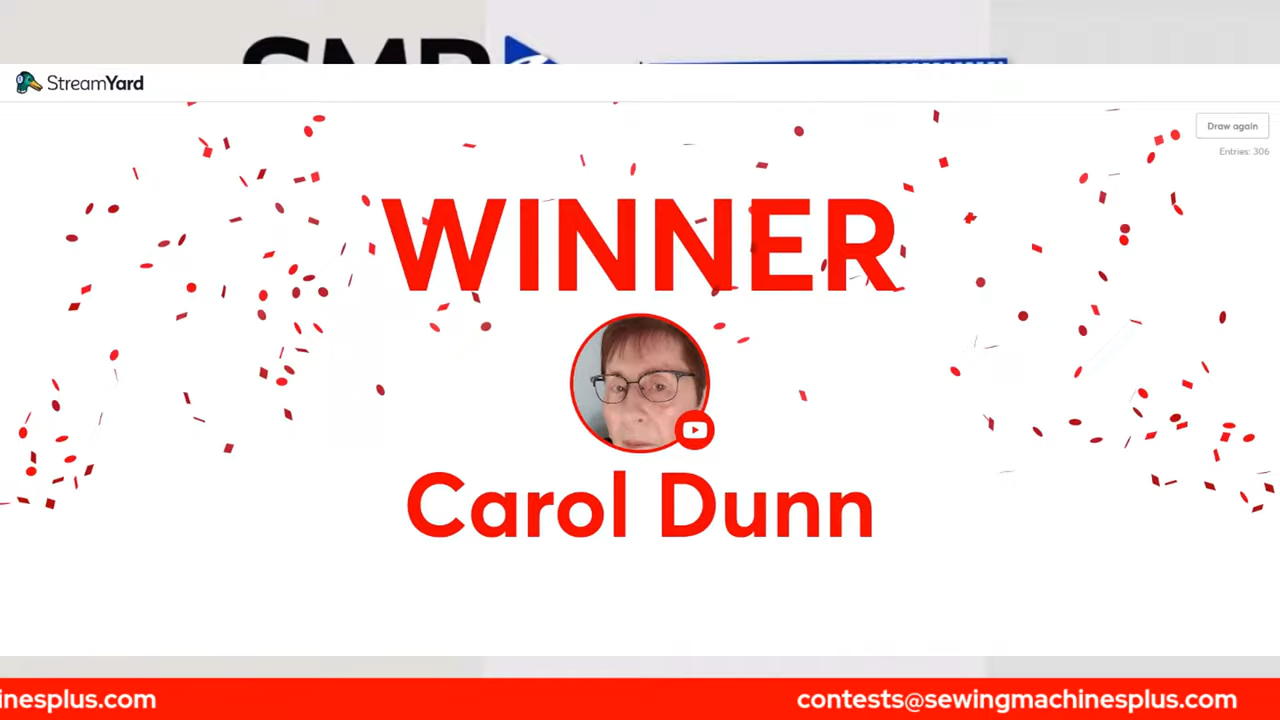 StreamYard
Draw again
Entries: 306
WINNER
Carol Dunn
inesplus.com
contests@sewingmachinesplus.com